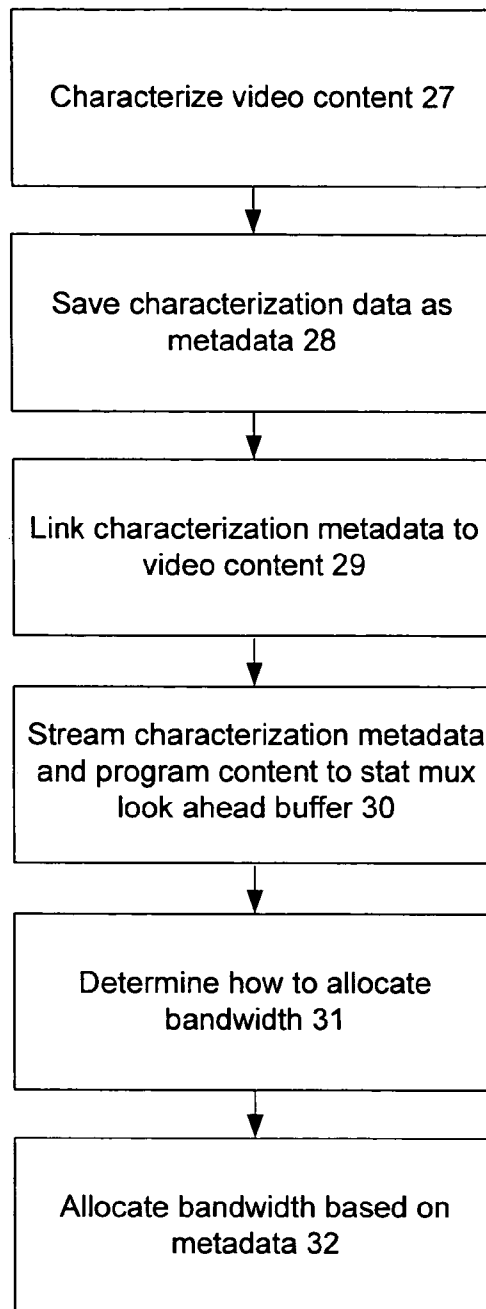 Characterize video content 27
Save characterization data as
metadata 28
Link characterization metadata to
video content 29
Stream characterization metadata
and program content to stat mux
look ahead buffer 30
Determine how to allocate
bandwidth 31
Allocate bandwidth based on
metadata 32